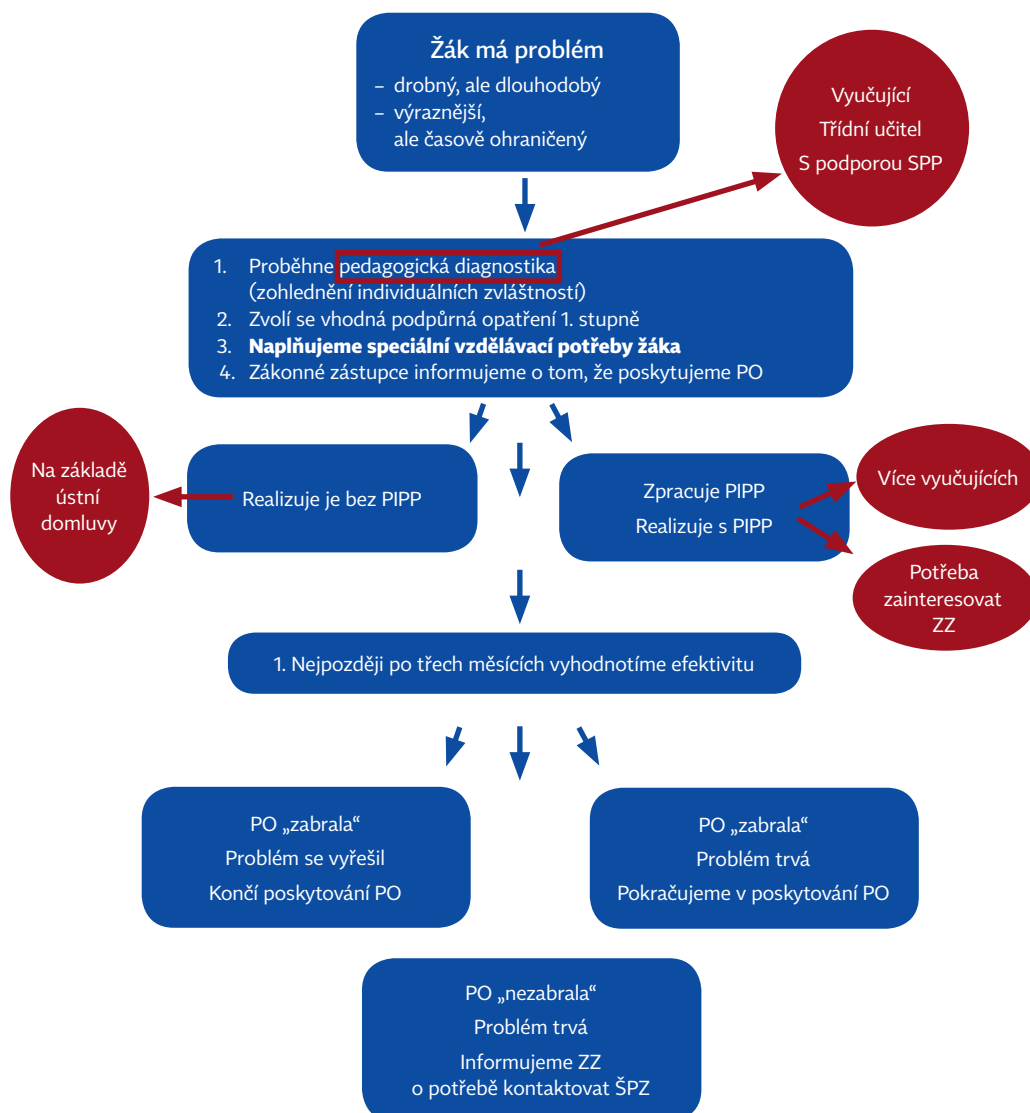 Žák má problém
– drobný, ale dlouhodobý
– výraznější,
ale časově ohraničený
Vyučující
Třídní učitel
S podporou SPP
1. Proběhne pedagogická diagnostika
(zohlednění individuálních zvláštností)
2. Zvolí se vhodná podpůrná opatření 1. stupně
3. Naplňujeme speciální vzdělávací potřeby žáka
4. Zákonné zástupce informujeme o tom, že poskytujeme PO
Na základě
ústní
domluvy
Realizuje je bez PIPP
Zpracuje PIPP
Realizuje s PIPP
Více vyučujících
Potřeba
zainteresovat
ZZ
1. Nejpozději po třech měsících vyhodnotíme efektivitu
PO „zabrala“
Problém se vyřešil
Končí poskytování PO
PO „zabrala“
Problém trvá
Pokračujeme v poskytování PO
PO „nezabrala“
Problém trvá
Informujeme ZZ
o potřebě kontaktovat ŠPZ